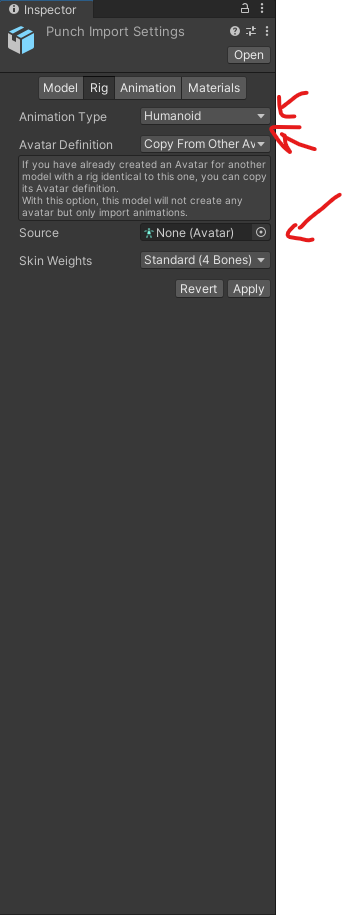 Inspector
Punch Import Settings
Open
Model Rig Animation Materials
Animation Type Humanoid
Avatar Definition Copy From Other Av
If you have already created an Avatar for another
model with a rig identical to this one, you can copy
its Avatar definition.
With this option, this model will not create any
avatar but only import animations.
Source None (Avatar)
Skin Weights Standard (4 Bones)
Revert Apply